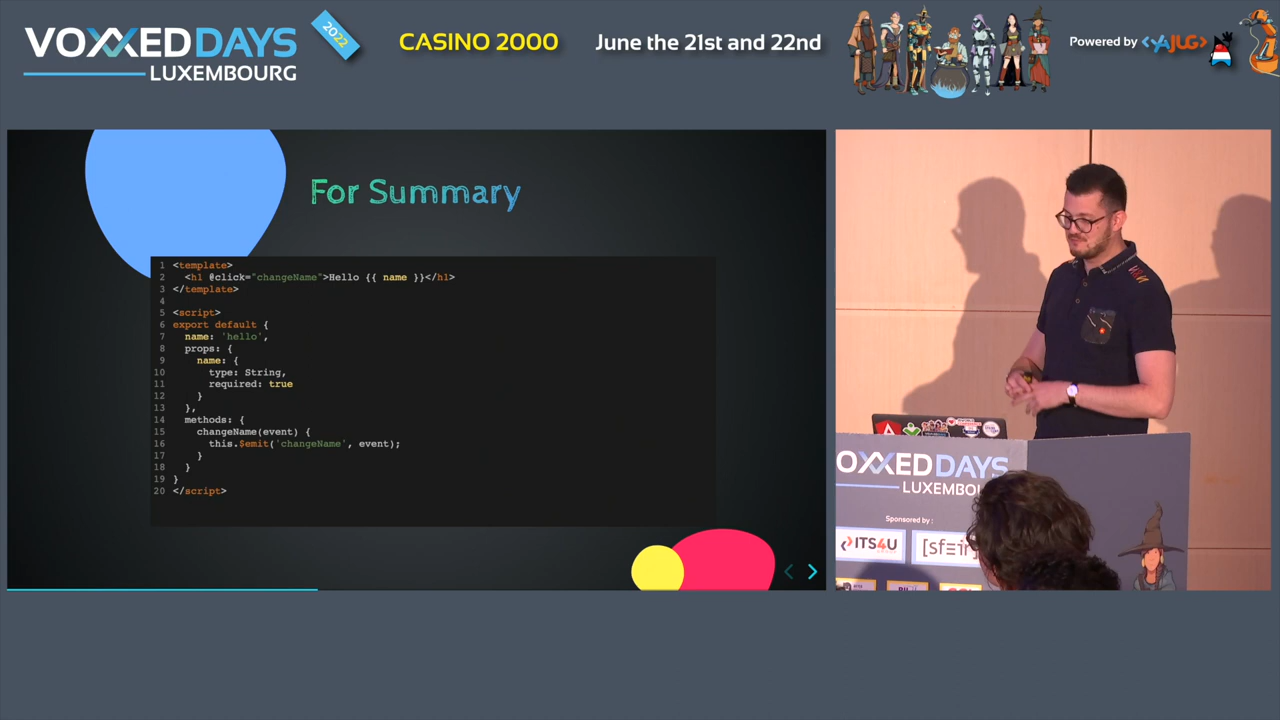 VOXXED DAYS
LUXEMBOURG
2022
CASINO 2000
June the 21st and 22nd
Powered by <YAJUG>
For Summary
1 <template>
2   <h1 @click="changeName">Hello {{ name }}</h1>
3 </template>
4
5 <script>
6 export default {
7   name: 'hello',
8   props: {
9     name: {
10       type: String,
11       required: true
12     }
13   },
14   methods: {
15     changeName(event) {
16       this.$emit('changeName', event);
17     }
18   }
19 }
20 </script>
OXXED DAYS
LUXEMBOU
Sponsored by :
ITS4U
[sfeir